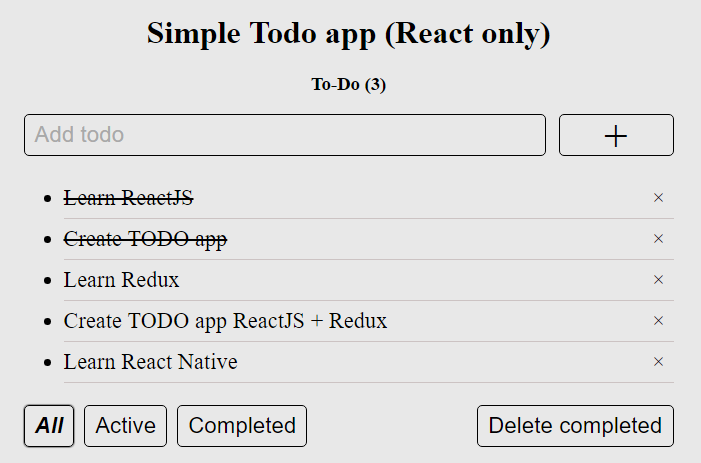 Simple Todo app (React only)
To-Do (3)
Add todo +
Learn ReactJS ×
Create TODO app ×
Learn Redux ×
Create TODO app ReactJS + Redux ×
Learn React Native ×
All Active Completed Delete completed